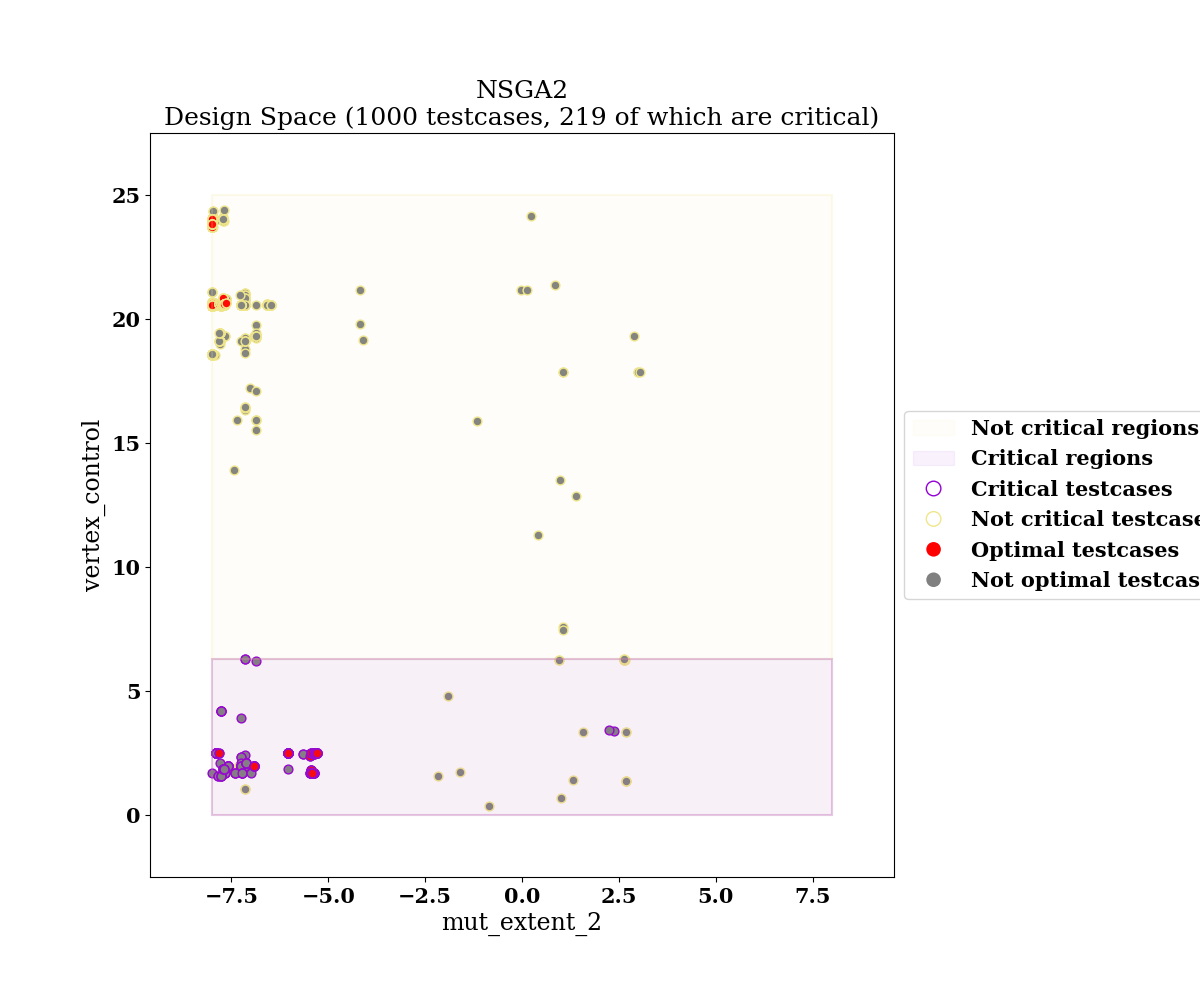 NSGA2
Design Space (1000 testcases, 219 of which are critical)
25
20
15
10
5
0
vertex_control
−7.5 −5.0 −2.5 0.0 2.5 5.0 7.5
mut_extent_2
Not critical regions
Critical regions
Critical testcases
Not critical testcase
Optimal testcases
Not optimal testcas